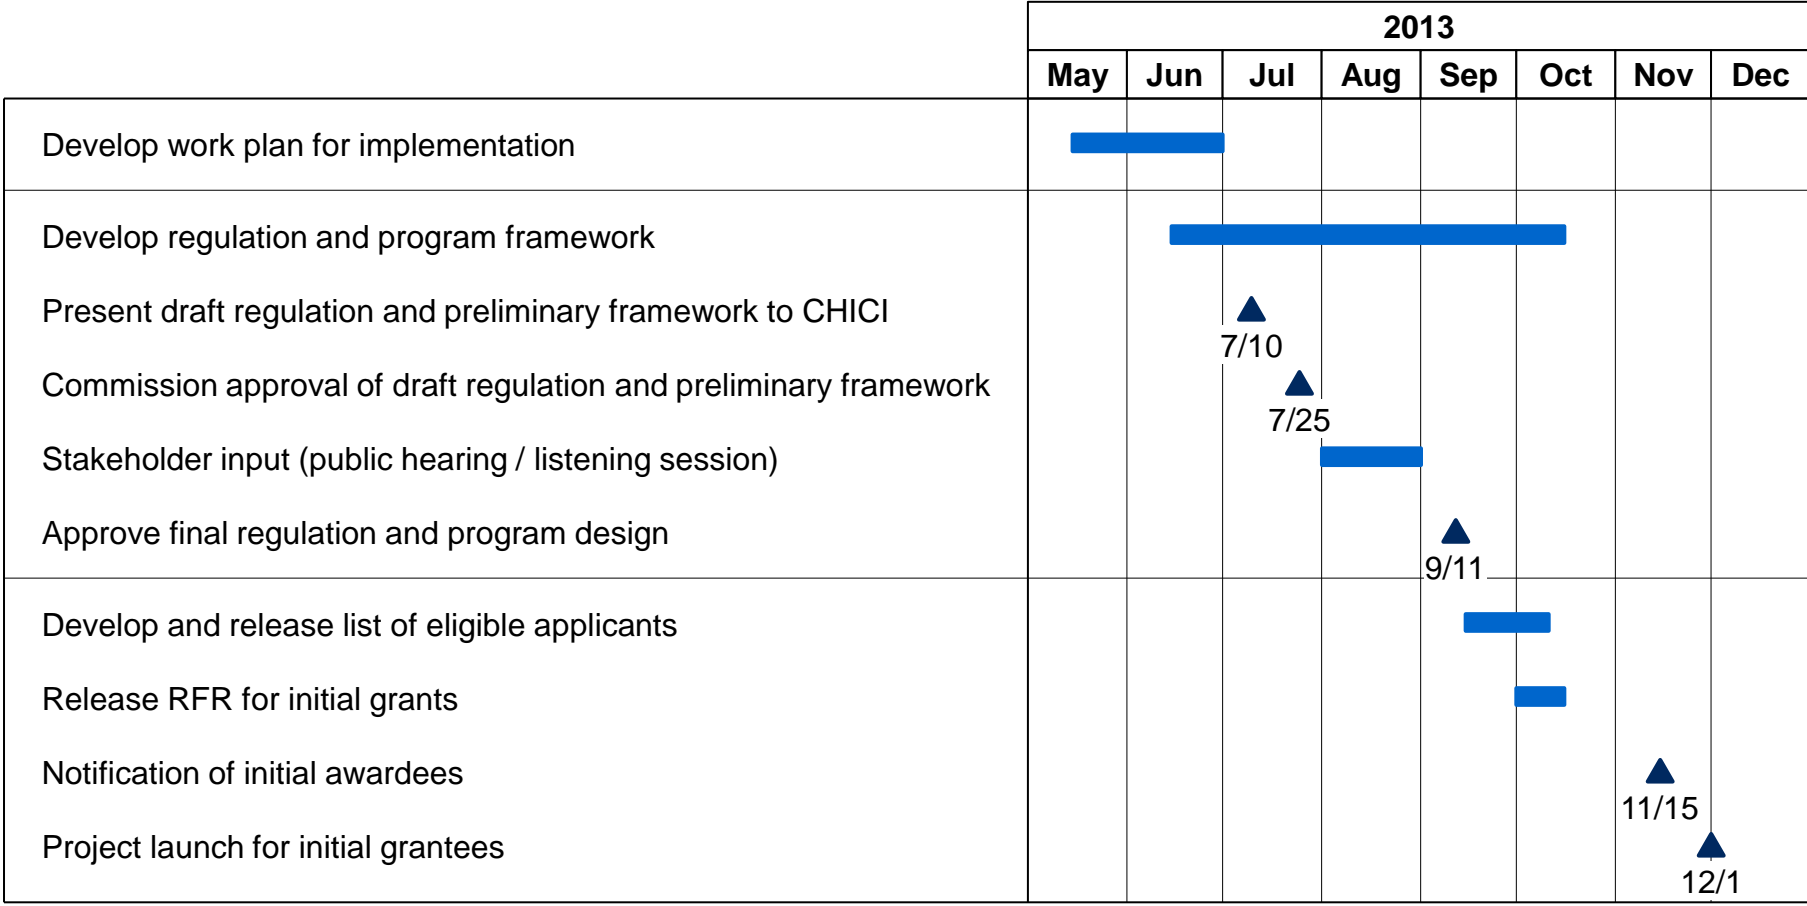 2013
May Jun Jul Aug Sep Oct Nov Dec
Develop work plan for implementation
Develop regulation and program framework
Present draft regulation and preliminary framework to CHICI
7/10
Commission approval of draft regulation and preliminary framework
7/25
Stakeholder input (public hearing / listening session)
Approve final regulation and program design
9/11
Develop and release list of eligible applicants
Release RFR for initial grants
Notification of initial awardees
11/15
Project launch for initial grantees
12/1